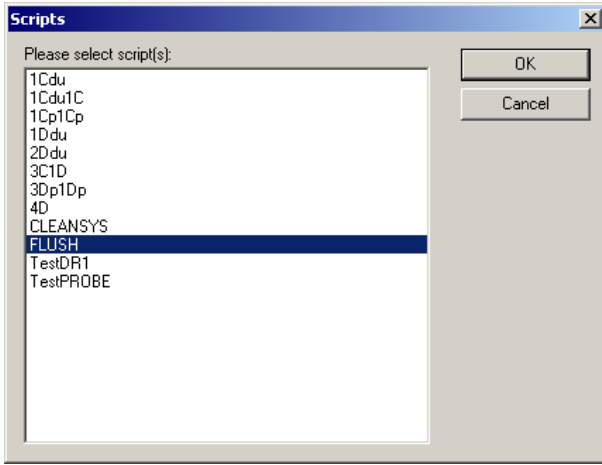 Scripts
Please select script(s):
OK
Cancel
1Cdu
1Cdu1C
1Cp1Cp
1Ddu
2Ddu
3C1D
3Dp1Dp
4D
CLEANSYS
FLUSH
TestDR1
TestPROBE